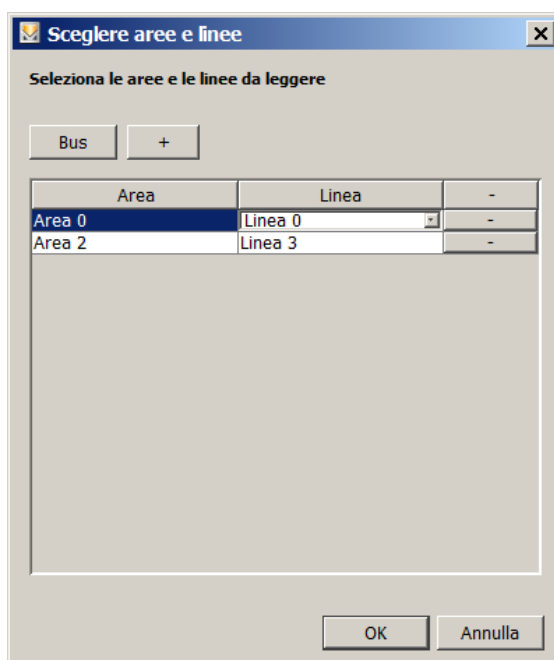 Sceglere aree e linee
Seleziona le aree e le linee da leggere
Bus +
Area Linea -
Area 0 Linea 0 -
Area 2 Linea 3 -
OK Annulla